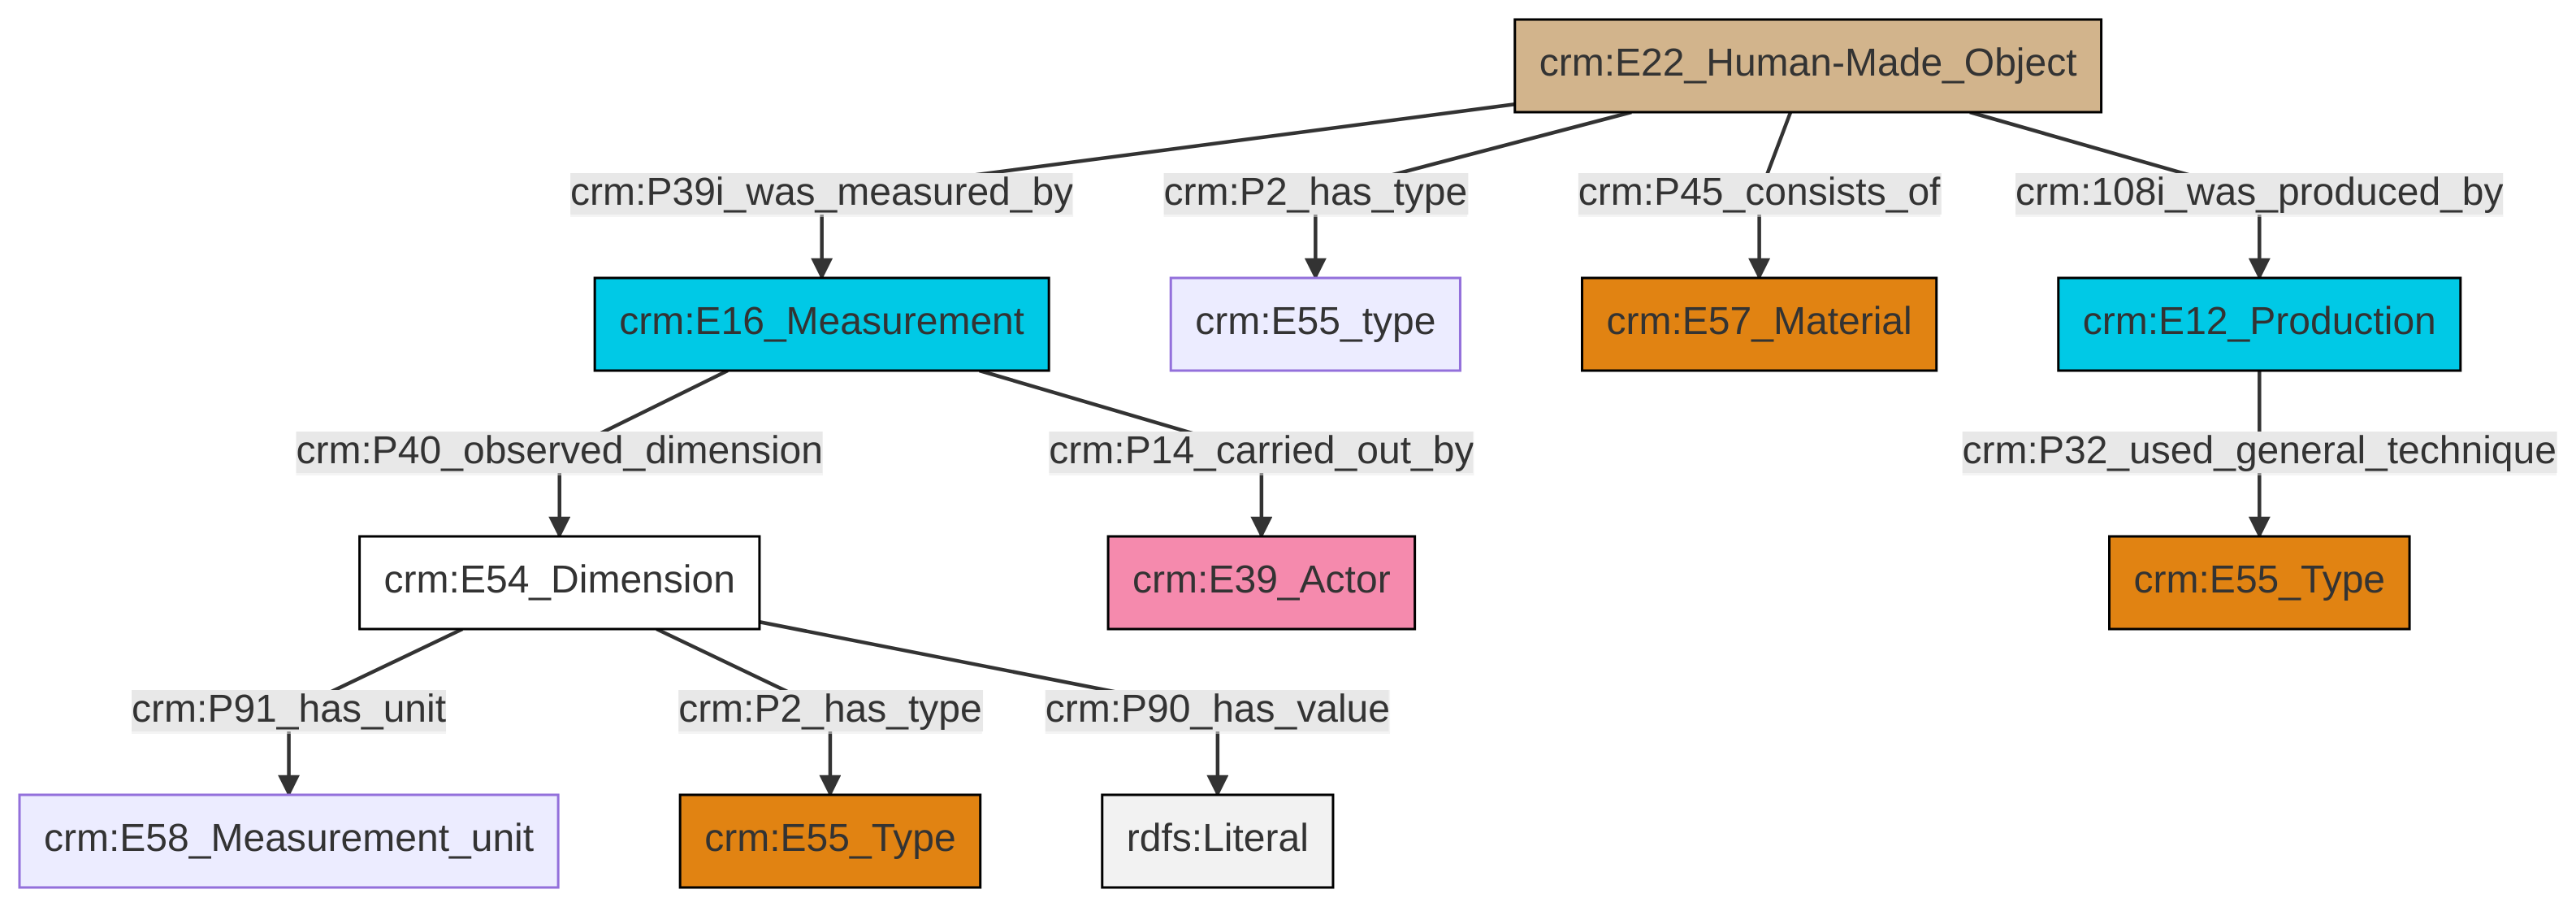 crm:E22_Human-Made_Object
crm:P39i_was_measured_by
crm:P2_has_type
crm:P45_consists_of
crm:108i_was_produced_by
crm:E16_Measurement
crm:E55_type
crm:E57_Material
crm:E12_Production
crm:P40_observed_dimension
crm:P14_carried_out_by
crm:P32_used_general_technique
crm:E54_Dimension
crm:E39_Actor
crm:E55_Type
crm:P91_has_unit
crm:P2_has_type
crm:P90_has_value
crm:E58_Measurement_unit
crm:E55_Type
rdfs:Literal